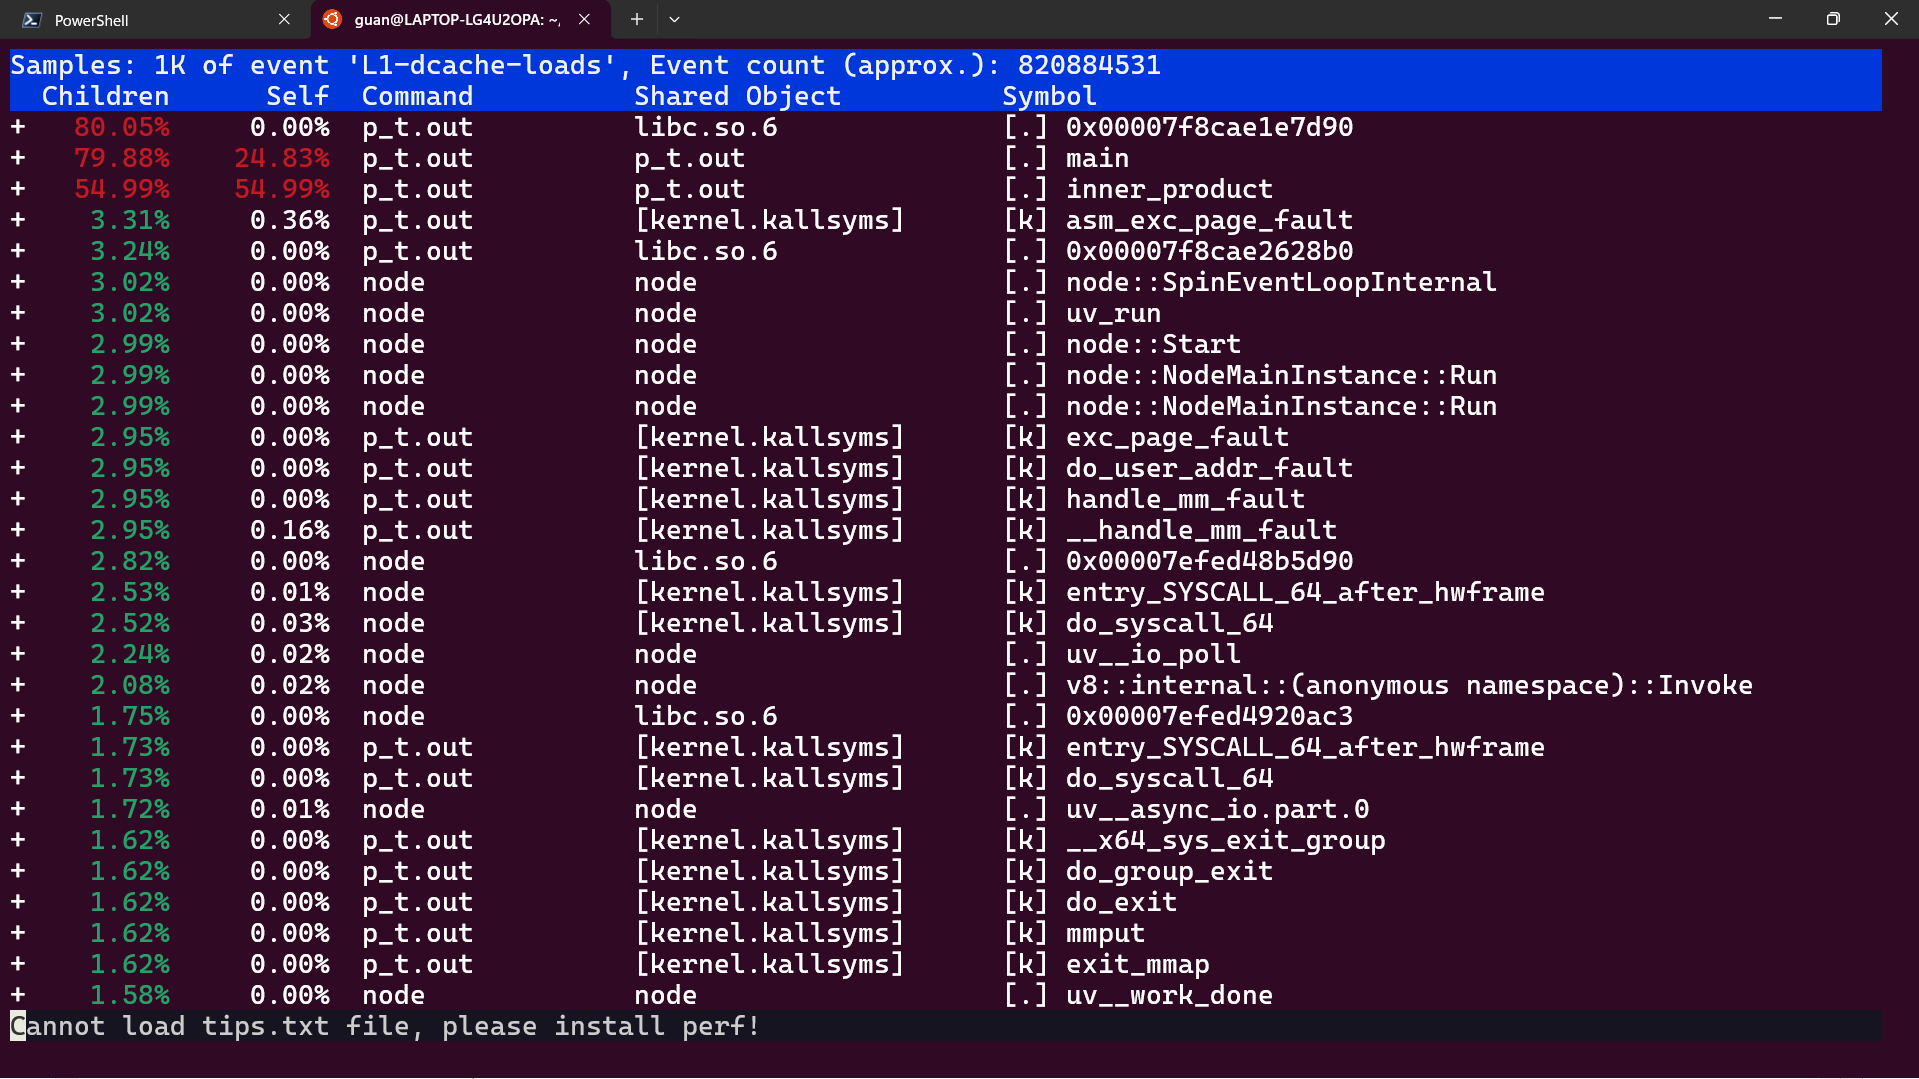 PowerShell
guan@LAPTOP-LG4U2OPA: ~,
Samples: 1K of event 'L1-dcache-loads', Event count (approx.): 820884531
Children Self Command Shared Object Symbol
+ 80.05% 0.00% p_t.out libc.so.6 [.] 0x00007f8cae1e7d90
+ 79.88% 24.83% p_t.out p_t.out [.] main
+ 54.99% 54.99% p_t.out p_t.out [.] inner_product
+ 3.31% 0.36% p_t.out [kernel.kallsyms] [k] asm_exc_page_fault
+ 3.24% 0.00% p_t.out libc.so.6 [.] 0x00007f8cae2628b0
+ 3.02% 0.00% node node [.] node::SpinEventLoopInternal
+ 3.02% 0.00% node node [.] uv_run
+ 2.99% 0.00% node node [.] node::Start
+ 2.99% 0.00% node node [.] node::NodeMainInstance::Run
+ 2.99% 0.00% node node [.] node::NodeMainInstance::Run
+ 2.95% 0.00% p_t.out [kernel.kallsyms] [k] exc_page_fault
+ 2.95% 0.00% p_t.out [kernel.kallsyms] [k] do_user_addr_fault
+ 2.95% 0.00% p_t.out [kernel.kallsyms] [k] handle_mm_fault
+ 2.95% 0.16% p_t.out [kernel.kallsyms] [k] __handle_mm_fault
+ 2.82% 0.00% node libc.so.6 [.] 0x00007efed48b5d90
+ 2.53% 0.01% node [kernel.kallsyms] [k] entry_SYSCALL_64_after_hwframe
+ 2.52% 0.03% node [kernel.kallsyms] [k] do_syscall_64
+ 2.24% 0.02% node node [.] uv__io_poll
+ 2.08% 0.02% node node [.] v8::internal::(anonymous namespace)::Invoke
+ 1.75% 0.00% node libc.so.6 [.] 0x00007efed4920ac3
+ 1.73% 0.00% p_t.out [kernel.kallsyms] [k] entry_SYSCALL_64_after_hwframe
+ 1.73% 0.00% p_t.out [kernel.kallsyms] [k] do_syscall_64
+ 1.72% 0.01% node node [.] uv__async_io.part.0
+ 1.62% 0.00% p_t.out [kernel.kallsyms] [k] __x64_sys_exit_group
+ 1.62% 0.00% p_t.out [kernel.kallsyms] [k] do_group_exit
+ 1.62% 0.00% p_t.out [kernel.kallsyms] [k] do_exit
+ 1.62% 0.00% p_t.out [kernel.kallsyms] [k] mmput
+ 1.62% 0.00% p_t.out [kernel.kallsyms] [k] exit_mmap
+ 1.58% 0.00% node node [.] uv__work_done
Cannot load tips.txt file, please install perf!